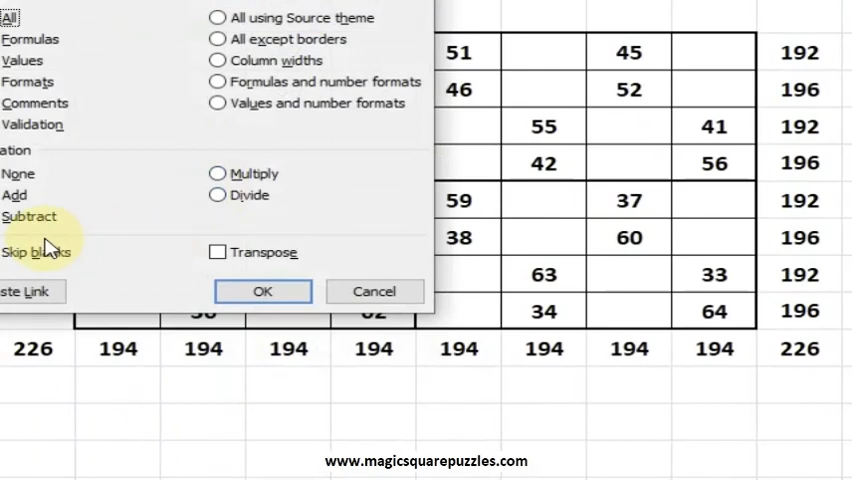 All All using Source theme
Formulas All except borders 51 45 192
Values Column widths
Formats Formulas and number formats 46 52 196
Comments Values and number formats
Validation 55 41 192
ation
42 56 196
None Multiply
Add Divide 59 37 192
Subtract
38 60 196
Skip blanks Transpose
63 33 192
ste Link OK Cancel
34 64 196
226 194 194 194 194 194 194 194 194 226
www.magicsquarepuzzles.com